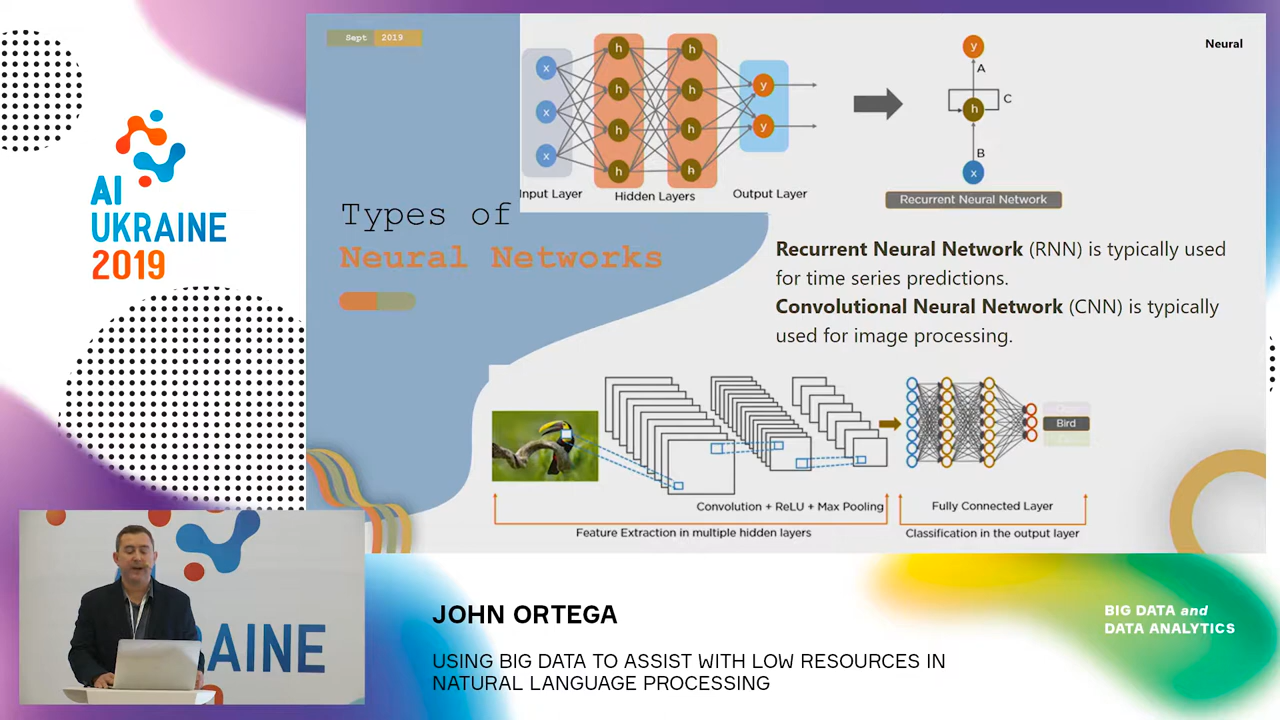 AI
UKRAINE
2019
Sept 2019
Neural
Types of
Neural Networks
x
x
x
h
h
h
h
h
h
h
h
y
y
Input Layer
Hidden Layers
Output Layer
y
A
h
C
B
x
Recurrent Neural Network
Recurrent Neural Network (RNN) is typically used
for time series predictions.
Convolutional Neural Network (CNN) is typically
used for image processing.
Bird
Convolution + ReLU + Max Pooling
Fully Connected Layer
Feature Extraction in multiple hidden layers
Classification in the output layer
RAINE
JOHN ORTEGA
USING BIG DATA TO ASSIST WITH LOW RESOURCES IN
NATURAL LANGUAGE PROCESSING
BIG DATA and
DATA ANALYTICS